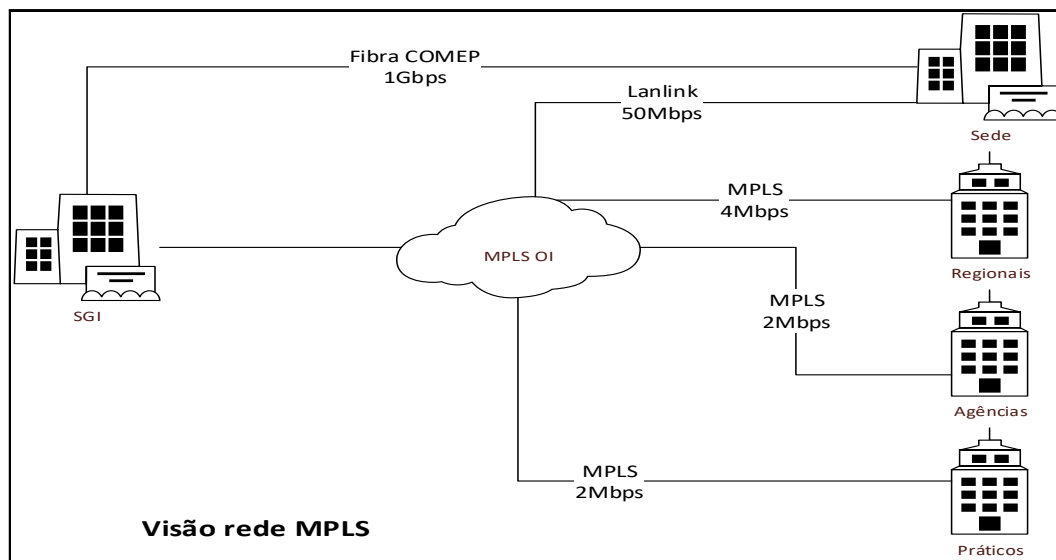 Fibra COMEP
1Gbps
Lanlink
50Mbps
Sede
MPLS
4Mbps
MPLS OI
Regionais
SGI
MPLS
2Mbps
Agências
MPLS
2Mbps
Visão rede MPLS
Práticos